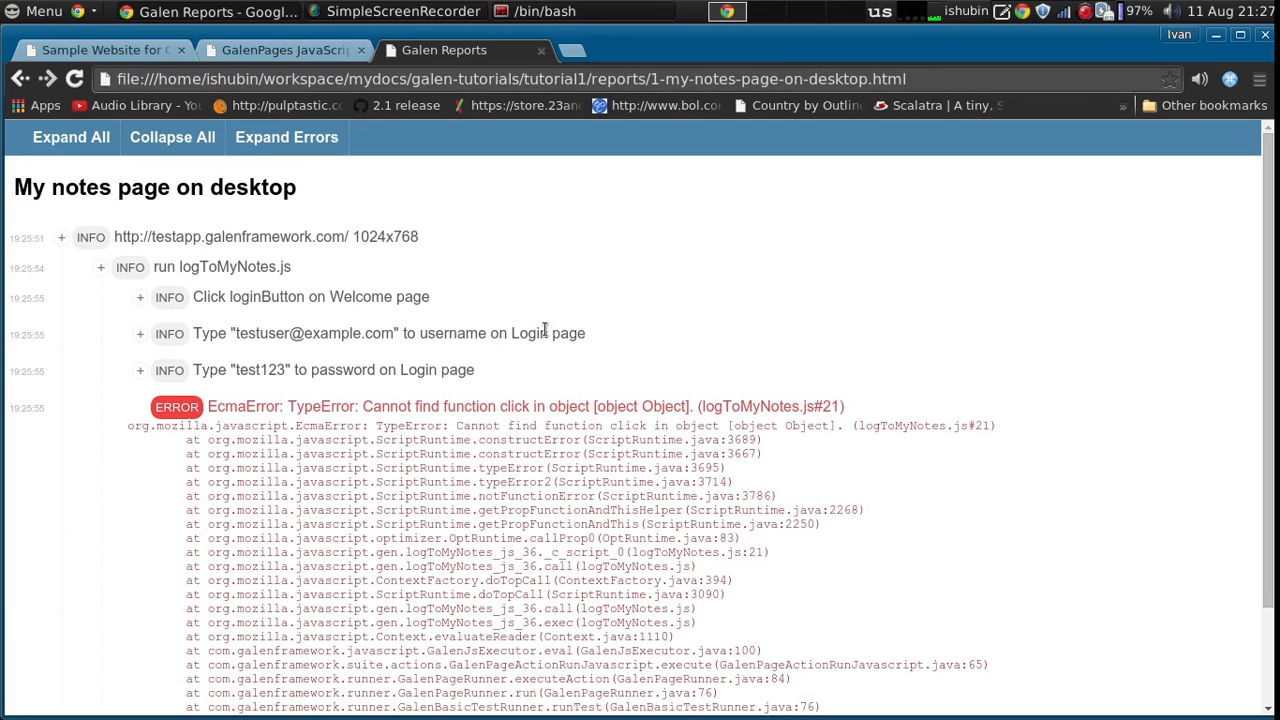 Menu
Galen Reports - Googl...
SimpleScreenRecorder
/bin/bash
us
ishubin
97%
11 Aug 21:27
Sample Website for G
GalenPages JavaScrip
Galen Reports
Ivan
file:///home/ishubin/workspace/mydocs/galen-tutorials/tutorial1/reports/1-my-notes-page-on-desktop.html
Apps
Audio Library - You
http://pulptastic.co
2.1 release
https://store.23and
http://www.bol.com
Country by Outline
Scalatra | A tiny, S
»
Other bookmarks
Expand All
Collapse All
Expand Errors
My notes page on desktop
19:25:51 + INFO http://testapp.galenframework.com/ 1024x768
19:25:54 + INFO run logToMyNotes.js
19:25:55 + INFO Click loginButton on Welcome page
19:25:55 + INFO Type "testuser@example.com" to username on Login page
19:25:55 + INFO Type "test123" to password on Login page
19:25:55 ERROR EcmaError: TypeError: Cannot find function click in object [object Object]. (logToMyNotes.js#21)
org.mozilla.javascript.EcmaError: TypeError: Cannot find function click in object [object Object]. (logToMyNotes.js#21)
at org.mozilla.javascript.ScriptRuntime.constructError(ScriptRuntime.java:3689)
at org.mozilla.javascript.ScriptRuntime.constructError(ScriptRuntime.java:3667)
at org.mozilla.javascript.ScriptRuntime.typeError(ScriptRuntime.java:3695)
at org.mozilla.javascript.ScriptRuntime.typeError2(ScriptRuntime.java:3714)
at org.mozilla.javascript.ScriptRuntime.notFunctionError(ScriptRuntime.java:3786)
at org.mozilla.javascript.ScriptRuntime.getPropFunctionAndThisHelper(ScriptRuntime.java:2268)
at org.mozilla.javascript.ScriptRuntime.getPropFunctionAndThis(ScriptRuntime.java:2250)
at org.mozilla.javascript.optimizer.OptRuntime.callProp0(OptRuntime.java:83)
at org.mozilla.javascript.gen.logToMyNotes_js_36._c_script_0(logToMyNotes.js:21)
at org.mozilla.javascript.gen.logToMyNotes_js_36.call(logToMyNotes.js)
at org.mozilla.javascript.ContextFactory.doTopCall(ContextFactory.java:394)
at org.mozilla.javascript.ScriptRuntime.doTopCall(ScriptRuntime.java:3090)
at org.mozilla.javascript.gen.logToMyNotes_js_36.call(logToMyNotes.js)
at org.mozilla.javascript.gen.logToMyNotes_js_36.exec(logToMyNotes.js)
at org.mozilla.javascript.Context.evaluateReader(Context.java:1110)
at com.galenframework.javascript.GalenJsExecutor.eval(GalenJsExecutor.java:100)
at com.galenframework.suite.actions.GalenPageActionRunJavascript.execute(GalenPageActionRunJavascript.java:65)
at com.galenframework.runner.GalenPageRunner.executeAction(GalenPageRunner.java:84)
at com.galenframework.runner.GalenPageRunner.run(GalenPageRunner.java:76)
at com.galenframework.runner.GalenBasicTestRunner.runTest(GalenBasicTestRunner.java:76)